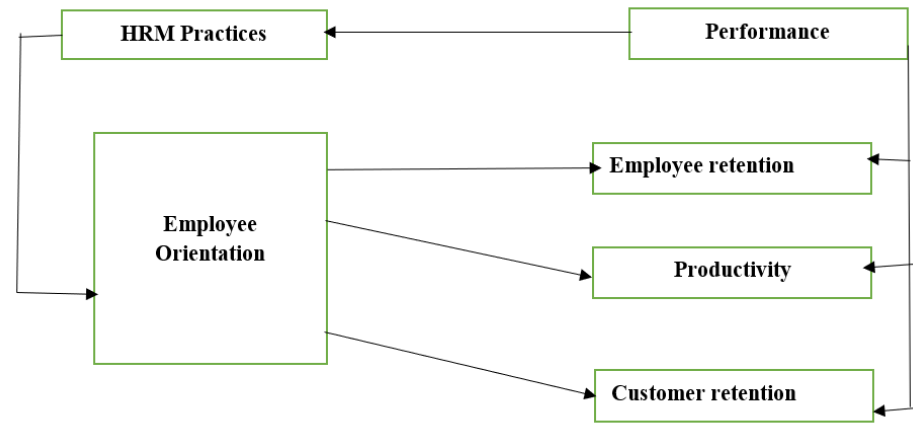 HRM Practices
Performance
Employee retention
Employee
Orientation
Productivity
Customer retention